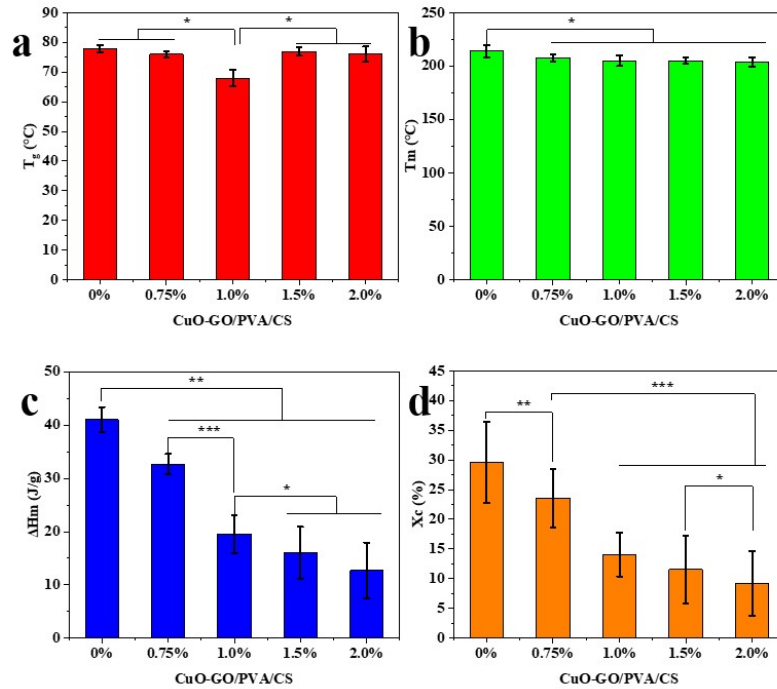 a
*
*
90
80
70
60
50
40
30
20
10
0
Tg (°C)
0% 0.75% 1.0% 1.5% 2.0%
CuO-GO/PVA/CS
b
*
250
200
150
100
50
0
Tm (°C)
0% 0.75% 1.0% 1.5% 2.0%
CuO-GO/PVA/CS
c
**
***
*
50
40
30
20
10
0
ΔHm (J/g)
0% 0.75% 1.0% 1.5% 2.0%
CuO-GO/PVA/CS
d
**
***
*
45
40
35
30
25
20
15
10
5
0
Xc (%)
0% 0.75% 1.0% 1.5% 2.0%
CuO-GO/PVA/CS